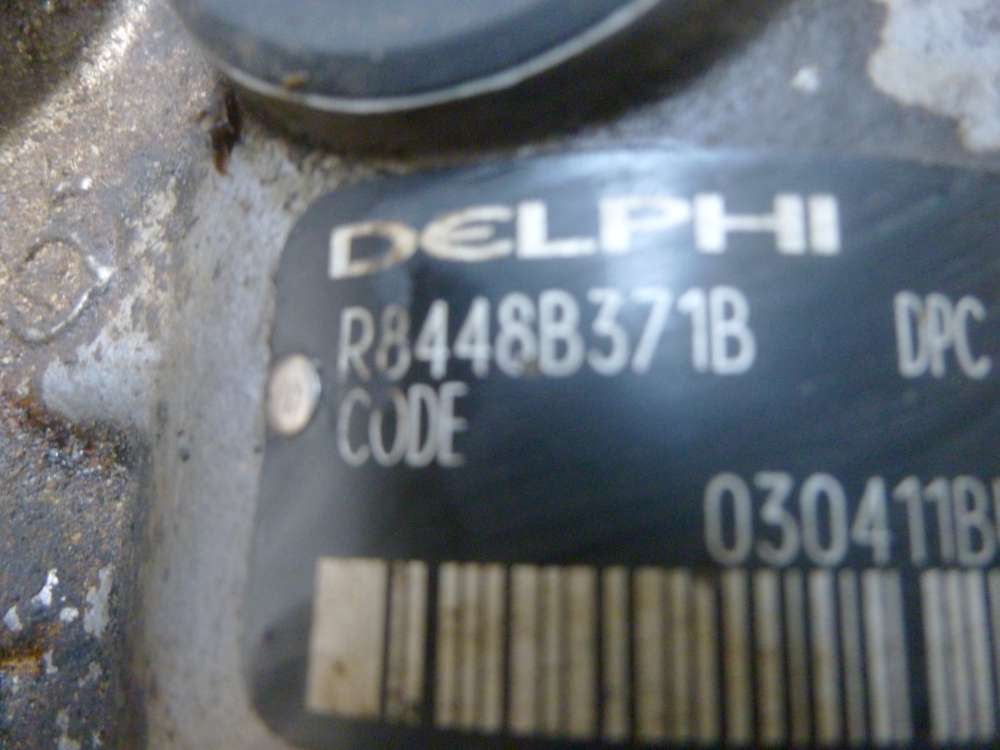 DELPHI
R8448B371B DPC
CODE
030411B